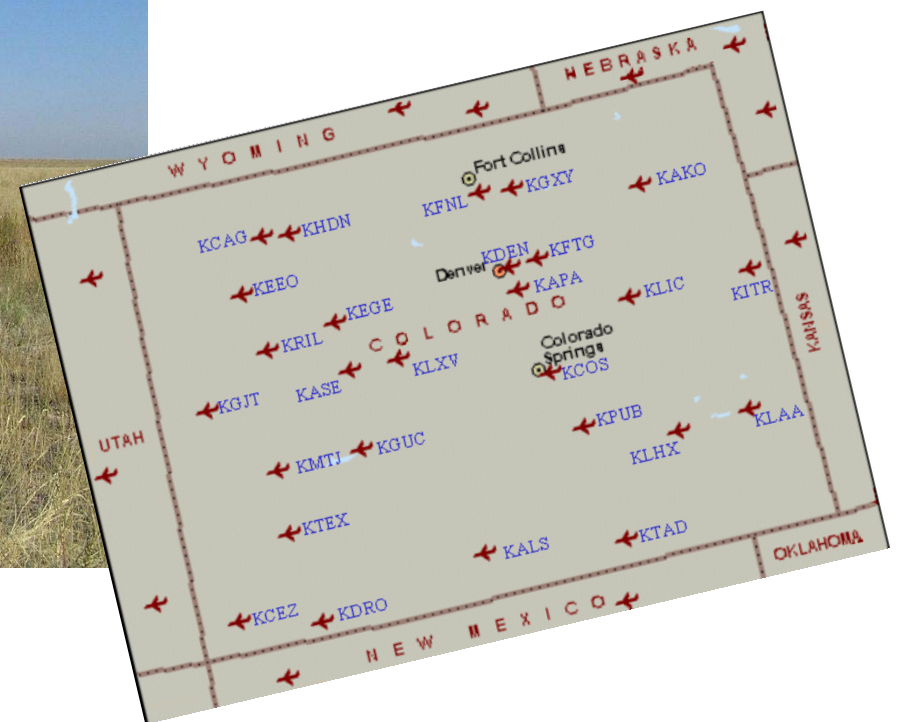 NEBRASKA
WYOMING
Fort Collins
KFNL
KGXY
KAKO
KCAG
KHDN
KDEN
KFTG
Denver
KEEO
KAPA
KLIC
KITR
KEGE
COLORADO
KANSAS
KRIL
Colorado
Springs
KLXV
KASE
KCOS
KGJT
KPUB
KLAA
UTAH
KGUC
KMTJ
KLHX
KTEX
KALS
KTAD
OKLAHOMA
KCEZ
KDRO
NEW MEXICO